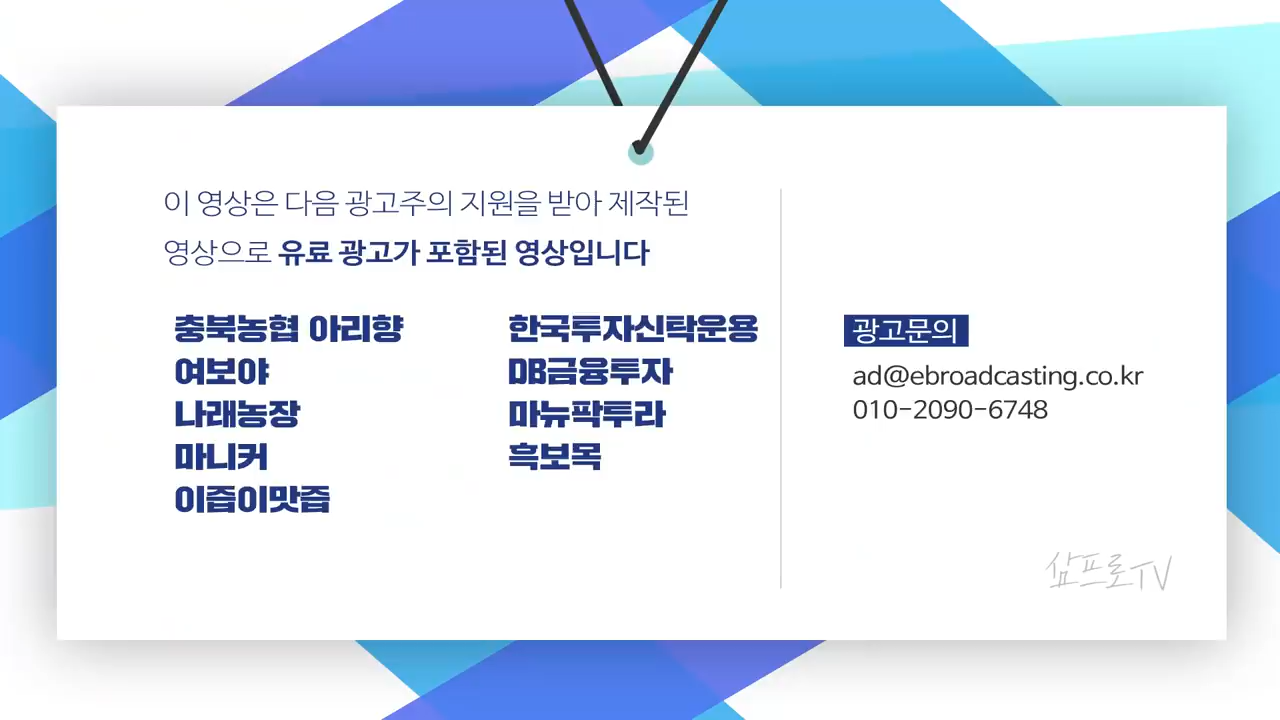 이 영상은 다음 광고주의 지원을 받아 제작된
영상으로 유료 광고가 포함된 영상입니다
충북농협 아리향
여보야
나래농장
마니커
이즙이맛즙
한국투자신탁운용
DB금융투자
마뉴팍투라
흑보목
광고문의
ad@ebroadcasting.co.kr
010-2090-6748
삼프로TV